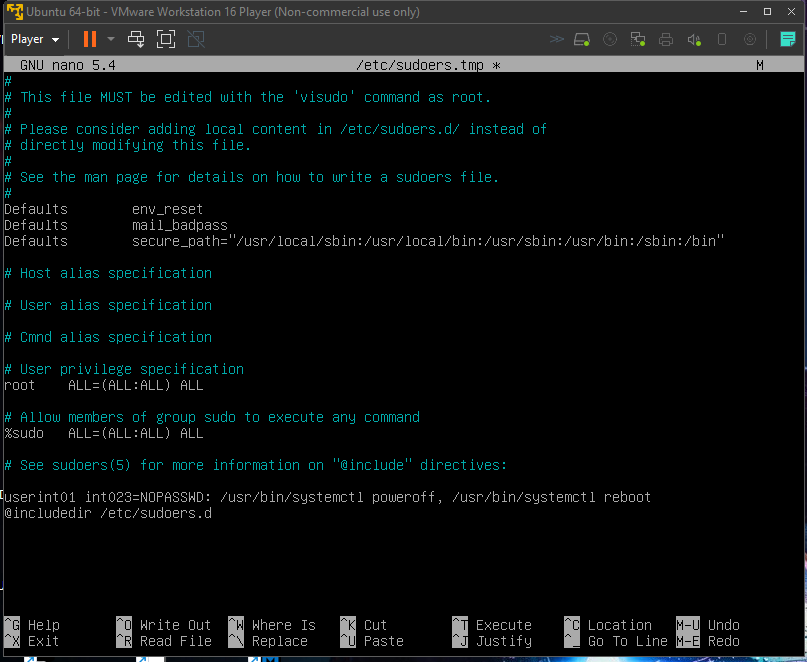 Ubuntu 64-bit - VMware Workstation 16 Player (Non-commercial use only)
Player
GNU nano 5.4 /etc/sudoers.tmp * M
#
# This file MUST be edited with the 'visudo' command as root.
#
# Please consider adding local content in /etc/sudoers.d/ instead of
# directly modifying this file.
#
# See the man page for details on how to write a sudoers file.
#
Defaults env_reset
Defaults mail_badpass
Defaults secure_path="/usr/local/sbin:/usr/local/bin:/usr/sbin:/usr/bin:/sbin:/bin"
# Host alias specification
# User alias specification
# Cmnd alias specification
# User privilege specification
root ALL=(ALL:ALL) ALL
# Allow members of group sudo to execute any command
%sudo ALL=(ALL:ALL) ALL
# See sudoers(5) for more information on "@include" directives:
userint01 int023=NOPASSWD: /usr/bin/systemctl poweroff, /usr/bin/systemctl reboot
@includedir /etc/sudoers.d
^G Help ^O Write Out ^W Where Is ^K Cut ^T Execute ^C Location M-U Undo
^X Exit ^R Read File ^\ Replace ^U Paste ^J Justify ^_ Go To Line M-E Redo